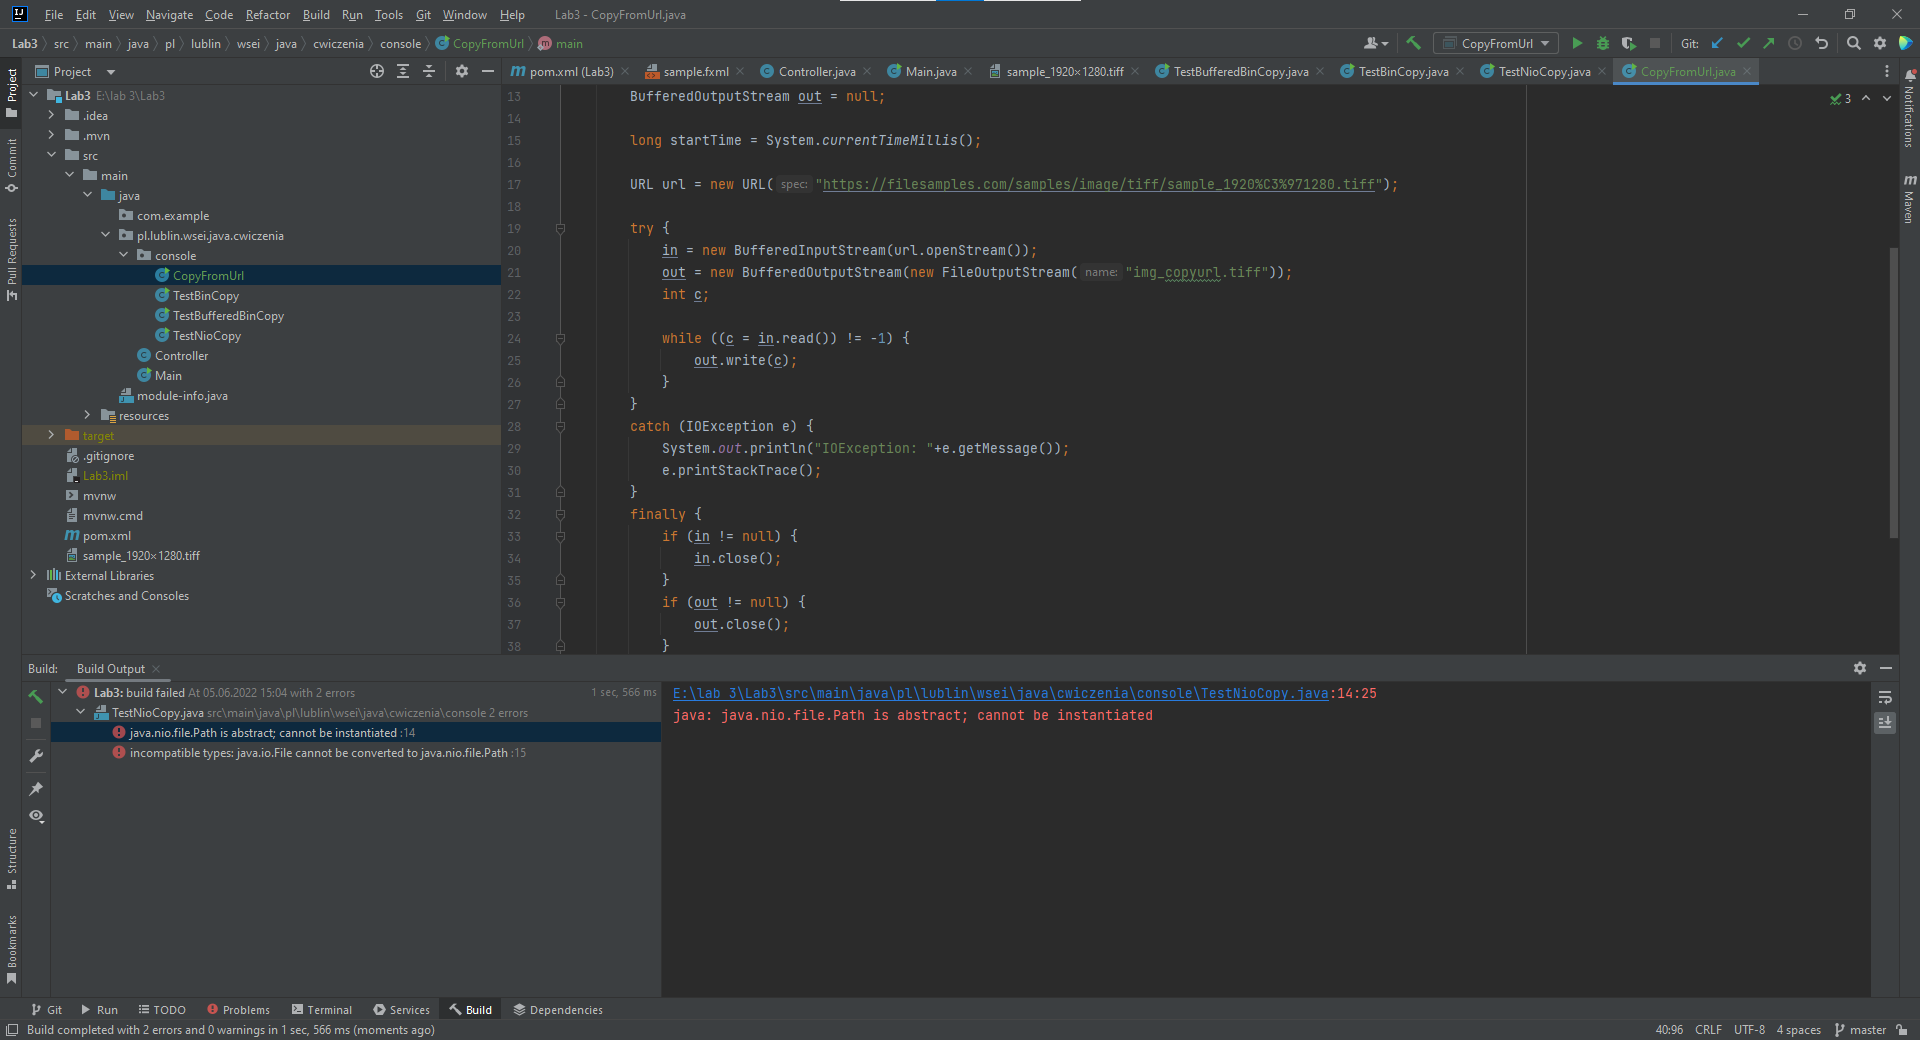 File Edit View Navigate Code Refactor Build Run Tools Git Window Help Lab3 - CopyFromUrl.java
Lab3 src main java pl lublin wsei java cwiczenia console CopyFromUrl main
CopyFromUrl Git:
Project
pom.xml (Lab3) sample.fxml Controller.java Main.java sample_1920×1280.tiff TestBufferedBinCopy.java TestBinCopy.java TestNioCopy.java CopyFromUrl.java
Project
Commit
Pull Requests
Structure
Bookmarks
Notifications
Maven
Lab3 E:\lab 3\Lab3
.idea
.mvn
src
main
java
com.example
pl.lublin.wsei.java.cwiczenia
console
CopyFromUrl
TestBinCopy
TestBufferedBinCopy
TestNioCopy
Controller
Main
module-info.java
resources
target
.gitignore
Lab3.iml
mvnw
mvnw.cmd
pom.xml
sample_1920×1280.tiff
External Libraries
Scratches and Consoles
3
13 BufferedOutputStream out = null;
14
15 long startTime = System.currentTimeMillis();
16
17 URL url = new URL( spec: "https://filesamples.com/samples/image/tiff/sample_1920%C3%971280.tiff");
18
19 try {
20 in = new BufferedInputStream(url.openStream());
21 out = new BufferedOutputStream(new FileOutputStream( name: "img_copyurl.tiff"));
22 int c;
23
24 while ((c = in.read()) != -1) {
25 out.write(c);
26 }
27 }
28 catch (IOException e) {
29 System.out.println("IOException: "+e.getMessage());
30 e.printStackTrace();
31 }
32 finally {
33 if (in != null) {
34 in.close();
35 }
36 if (out != null) {
37 out.close();
38 }
Build: Build Output
Lab3: build failed At 05.06.2022 15:04 with 2 errors 1 sec, 566 ms
TestNioCopy.java src\main\java\pl\lublin\wsei\java\cwiczenia\console 2 errors
java.nio.file.Path is abstract; cannot be instantiated :14
incompatible types: java.io.File cannot be converted to java.nio.file.Path :15
E:\lab 3\Lab3\src\main\java\pl\lublin\wsei\java\cwiczenia\console\TestNioCopy.java:14:25
java: java.nio.file.Path is abstract; cannot be instantiated
Git Run TODO Problems Terminal Services Build Dependencies
Build completed with 2 errors and 0 warnings in 1 sec, 566 ms (moments ago) 40:96 CRLF UTF-8 4 spaces master